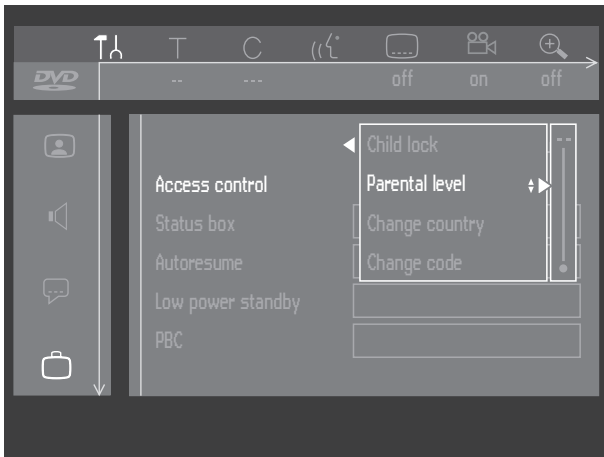 T C
DVD -- --- off on off
Child lock --
Access control Parental level
Status box Change country
Autoresume Change code
Low power standby
PBC